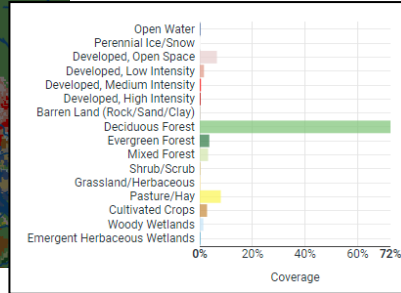 Open Water
Perennial Ice/Snow
Developed, Open Space
Developed, Low Intensity
Developed, Medium Intensity
Developed, High Intensity
Barren Land (Rock/Sand/Clay)
Deciduous Forest
Evergreen Forest
Mixed Forest
Shrub/Scrub
Grassland/Herbaceous
Pasture/Hay
Cultivated Crops
Woody Wetlands
Emergent Herbaceous Wetlands
0% 20% 40% 60% 72%
Coverage